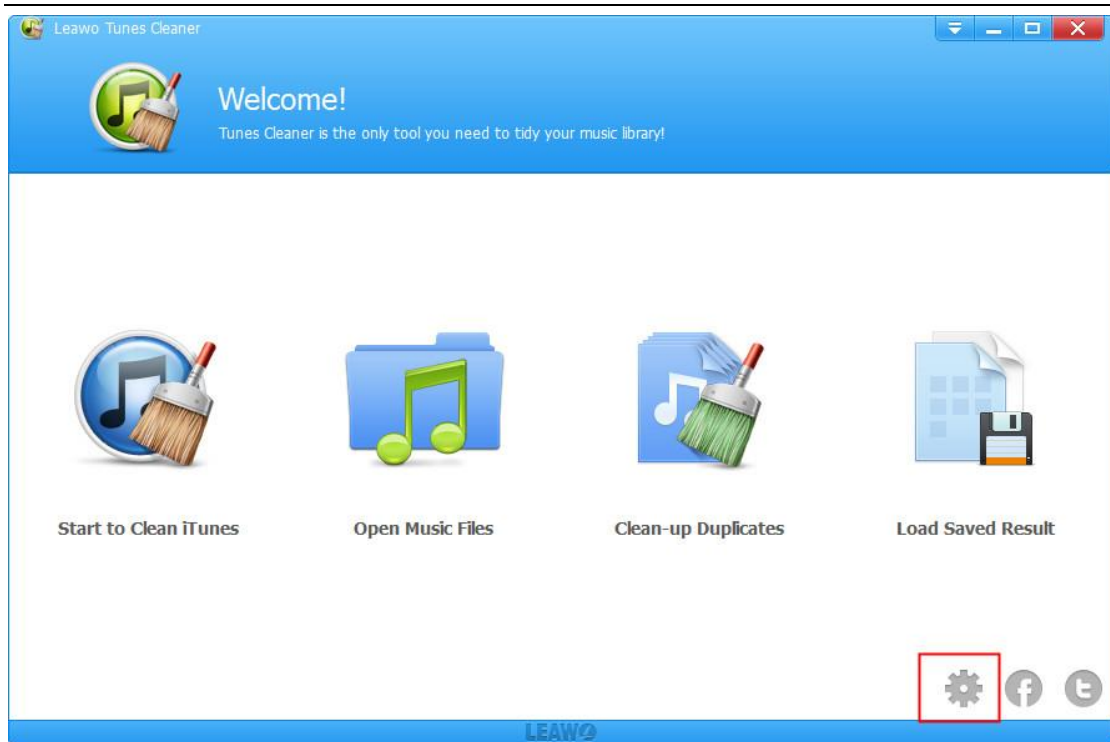 Leawo Tunes Cleaner
Welcome!
Tunes Cleaner is the only tool you need to tidy your music library!
Start to Clean iTunes
Open Music Files
Clean-up Duplicates
Load Saved Result
LEAWO